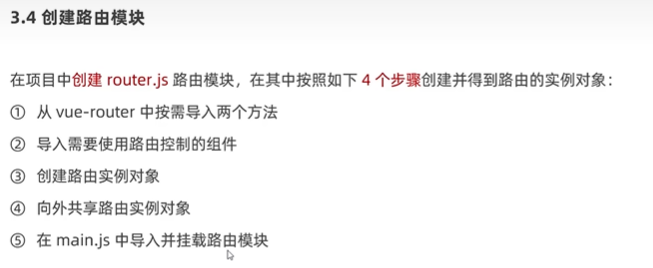 3.4 创建路由模块
在项目中创建 router.js 路由模块，在其中按照如下 4 个步骤创建并得到路由的实例对象：
① 从 vue-router 中按需导入两个方法
② 导入需要使用路由控制的组件
③ 创建路由实例对象
④ 向外共享路由实例对象
⑤ 在 main.js 中导入并挂载路由模块